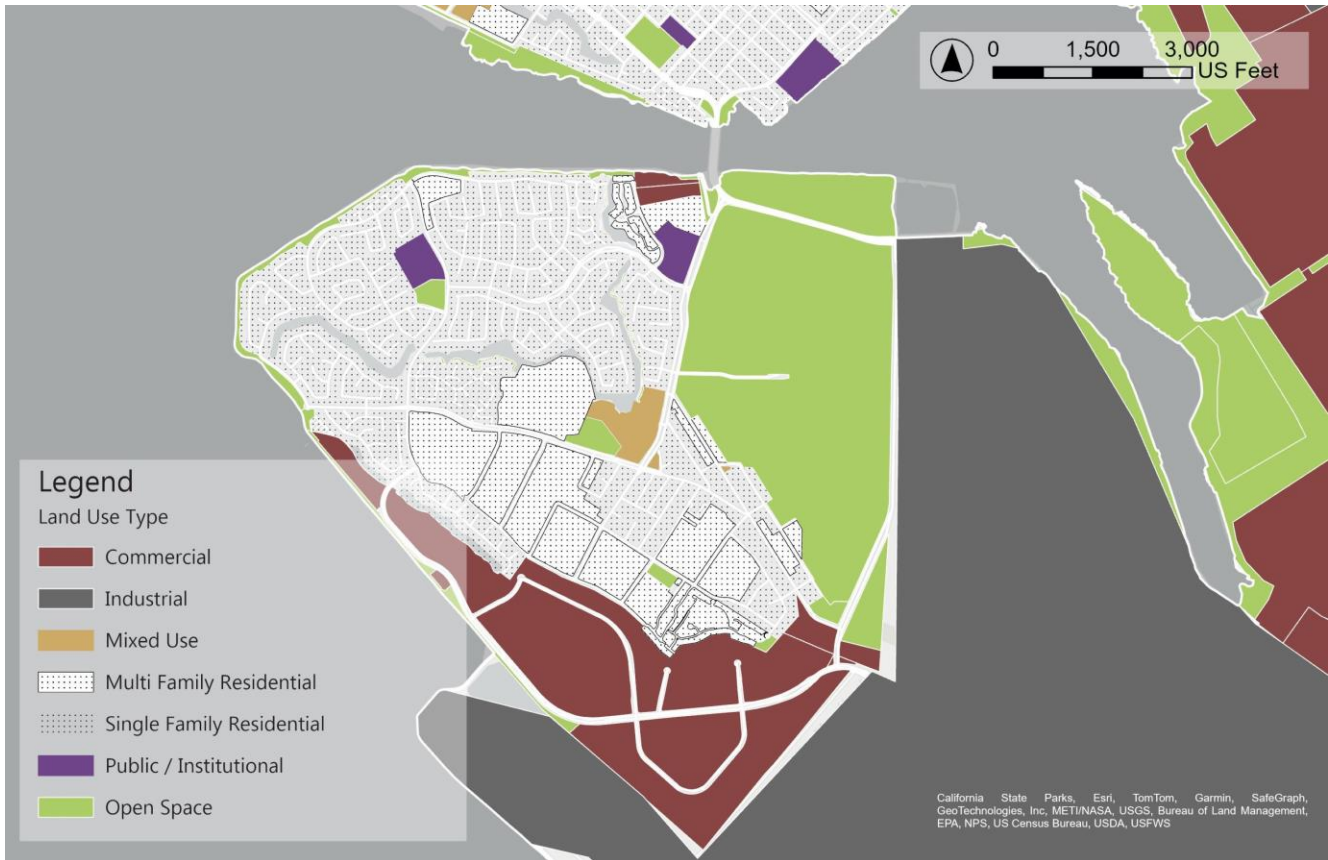 0 1,500 3,000
US Feet
Legend
Land Use Type
Commercial
Industrial
Mixed Use
Multi Family Residential
Single Family Residential
Public / Institutional
Open Space
California State Parks, Esri, TomTom, Garmin, SafeGraph,
GeoTechnologies, Inc, METI/NASA, USGS, Bureau of Land Management,
EPA, NPS, US Census Bureau, USDA, USFWS